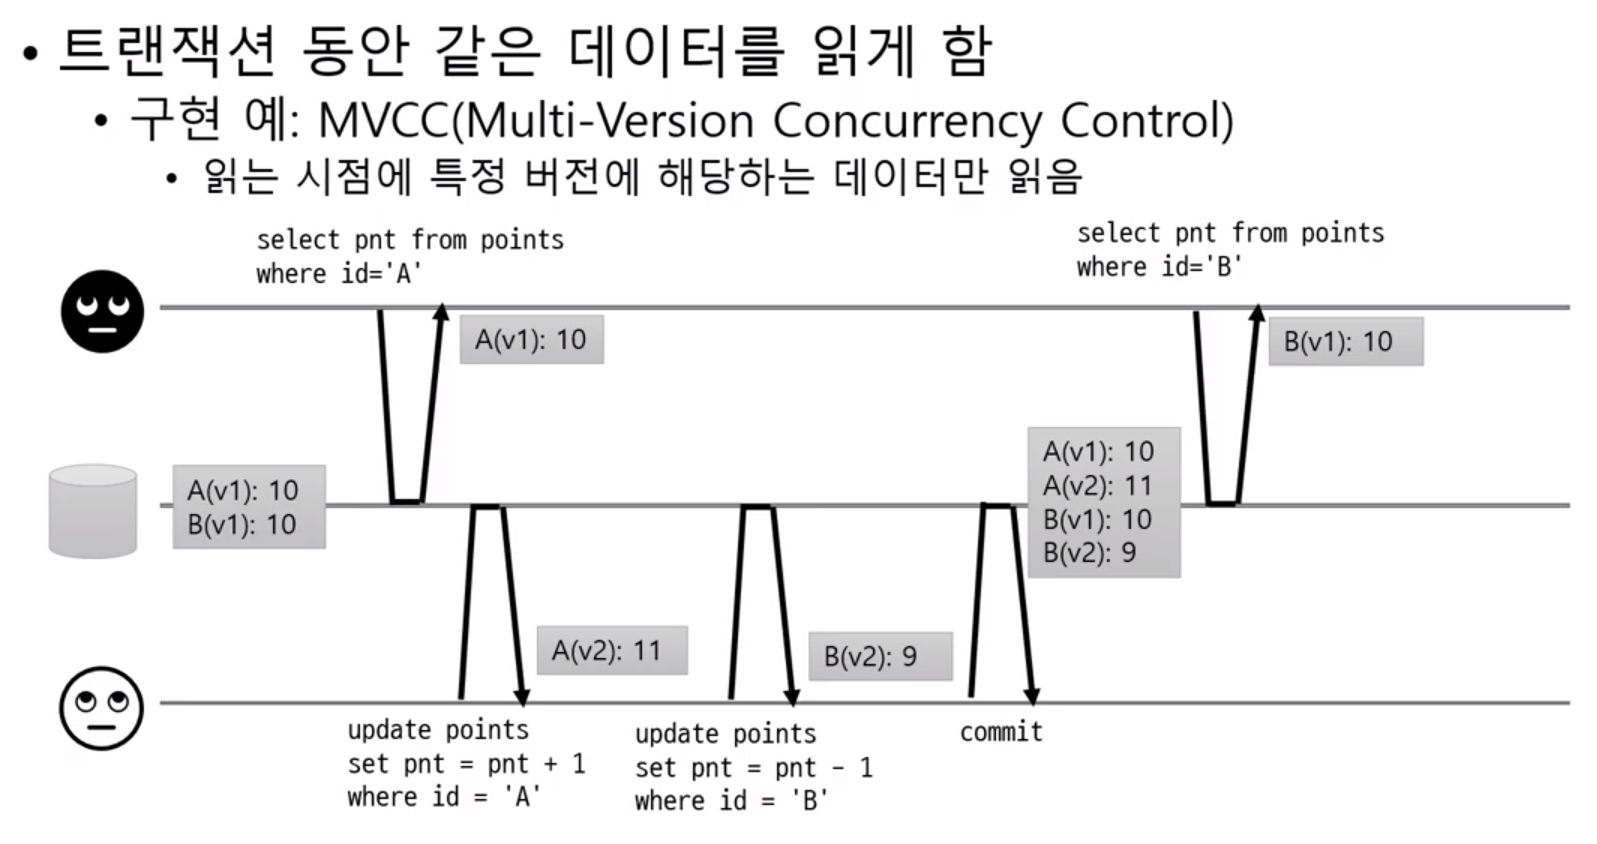 • 트랜잭션 동안 같은 데이터를 읽게 함
• 구현 예: MVCC(Multi-Version Concurrency Control)
• 읽는 시점에 특정 버전에 해당하는 데이터만 읽음
select pnt from points
where id='A'
select pnt from points
where id='B'
A(v1): 10
B(v1): 10
A(v1): 10
B(v1): 10
A(v1): 10
A(v2): 11
B(v1): 10
B(v2): 9
A(v2): 11
B(v2): 9
update points
set pnt = pnt + 1
where id = 'A'
update points
set pnt = pnt - 1
where id = 'B'
commit